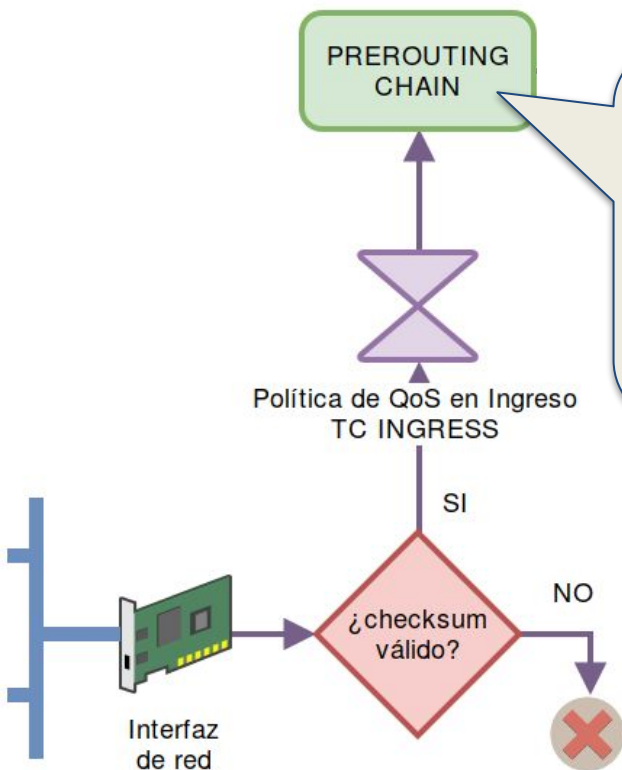 PREROUTING
CHAIN
Política de QoS en Ingreso
TC INGRESS
SI
¿checksum
válido?
NO
Interfaz
de red